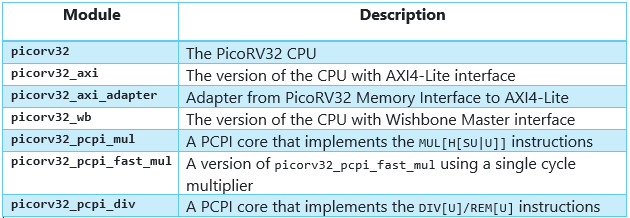 Module Description
picorv32 The PicoRV32 CPU
picorv32_axi The version of the CPU with AXI4-Lite interface
picorv32_axi_adapter Adapter from PicoRV32 Memory Interface to AXI4-Lite
picorv32_wb The version of the CPU with Wishbone Master interface
picorv32_pcpi_mul A PCPI core that implements the MUL[H[SU|U]] instructions
picorv32_pcpi_fast_mul A version of picorv32_pcpi_fast_mul using a single cycle
multiplier
picorv32_pcpi_div A PCPI core that implements the DIV[U]/REM[U] instructions